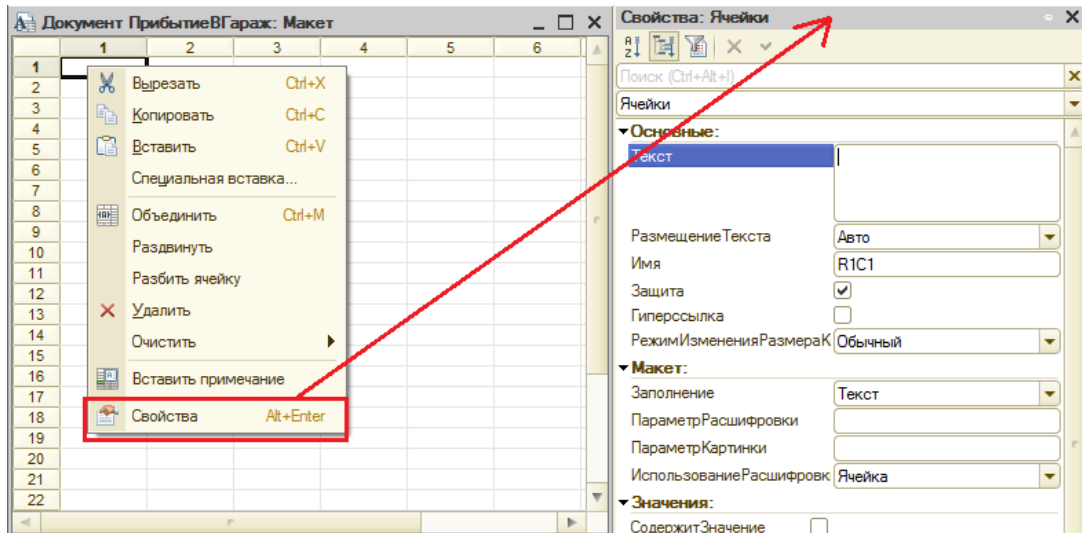 Документ ПрибытиеВГараж: Макет
1 2 3 4 5 6
1
2
3
4
5
6
7
8
9
10
11
12
13
14
15
16
17
18
19
20
21
22
Вырезать Ctrl+X
Копировать Ctrl+C
Вставить Ctrl+V
Специальная вставка...
Объединить Ctrl+M
Раздвинуть
Разбить ячейку
Удалить
Очистить
Вставить примечание
Свойства Alt+Enter
Свойства: Ячейки
Поиск (Ctrl+Alt+I)
Ячейки
Основные:
Текст
РазмещениеТекста Авто
Имя R1C1
Защита
Гиперссылка
РежимИзмененияРазмераК Обычный
Макет:
Заполнение Текст
ПараметрРасшифровки
ПараметрКартинки
ИспользованиеРасшифровк Ячейка
Значения:
СодержитЗначение